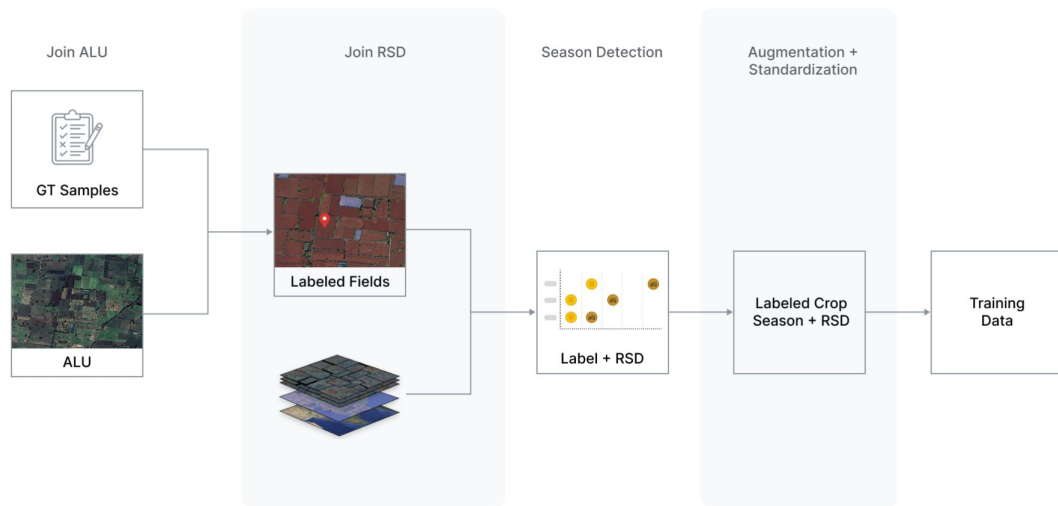 Join ALU
Join RSD
Season Detection
Augmentation +
Standardization
GT Samples
ALU
Labeled Fields
Label + RSD
Labeled Crop
Season + RSD
Training
Data